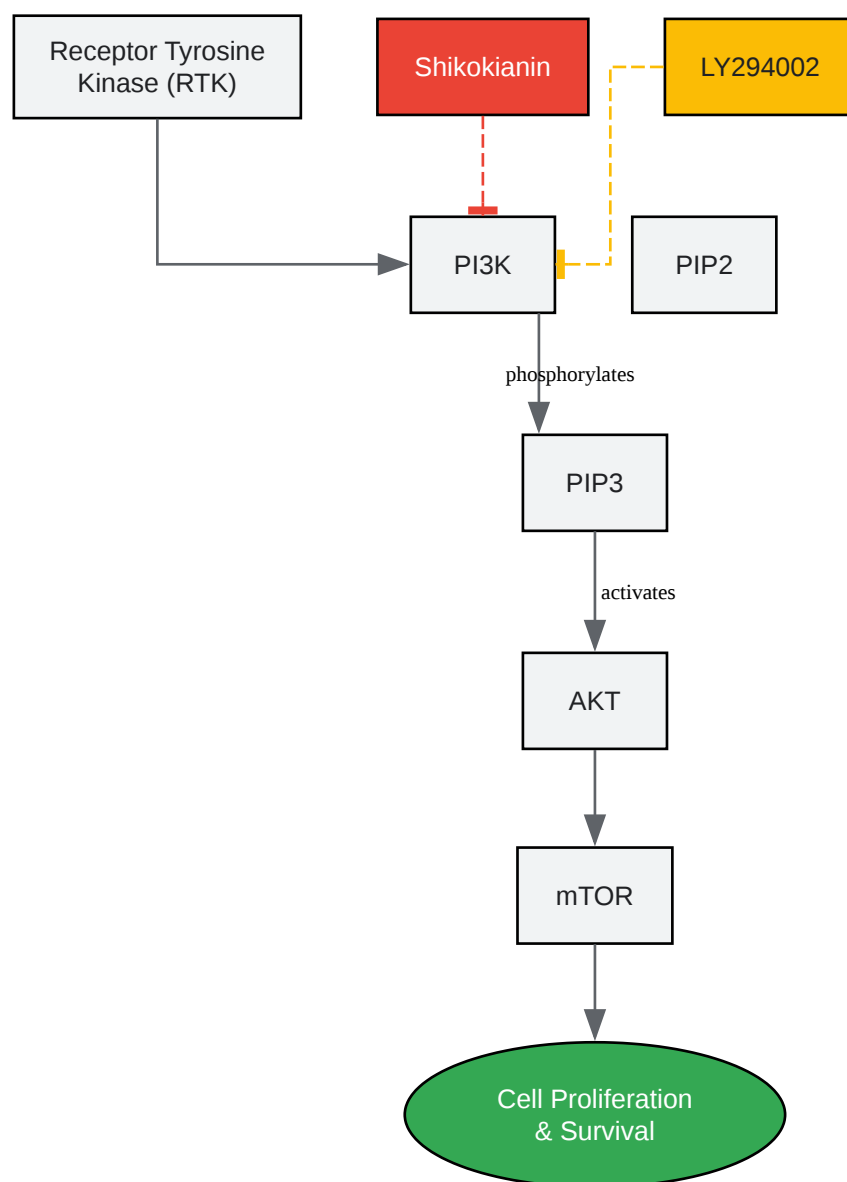 Receptor Tyrosine
Kinase (RTK)
Shikokianin
LY294002
PI3K
PIP2
phosphorylates
PIP3
activates
AKT
mTOR
Cell Proliferation
& Survival